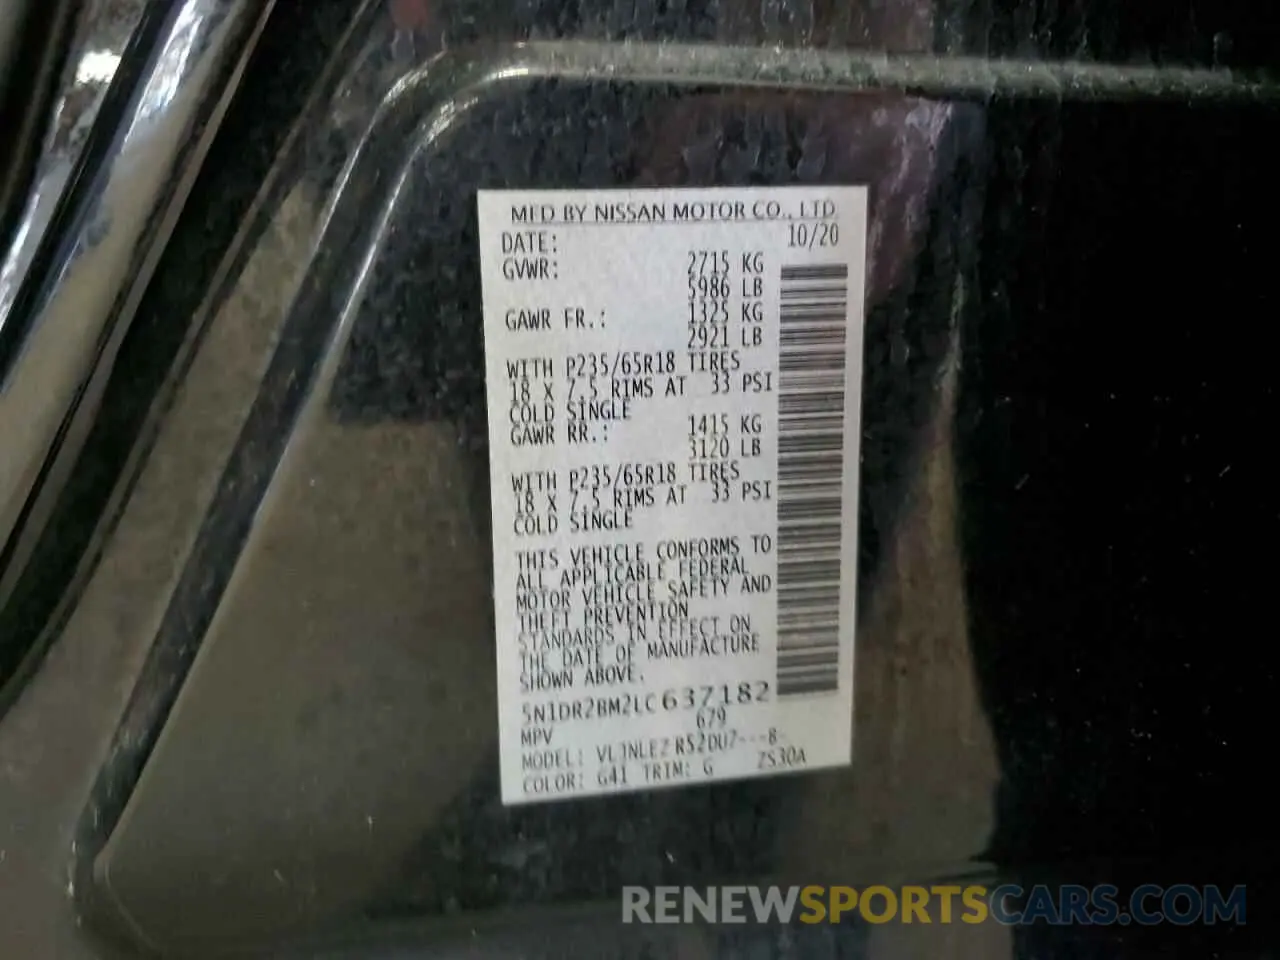 MFD BY NISSAN MOTOR CO., LTD
DATE: 10/20
GVWR: 2715 KG
5986 LB
GAWR FR.: 1325 KG
2921 LB
WITH P235/65R18 TIRES
18 X 7.5 RIMS AT 33 PSI
COLD SINGLE
GAWR RR.: 1415 KG
3120 LB
WITH P235/65R18 TIRES
18 X 7.5 RIMS AT 33 PSI
COLD SINGLE
THIS VEHICLE CONFORMS TO
ALL APPLICABLE FEDERAL
MOTOR VEHICLE SAFETY AND
THEFT PREVENTION
STANDARDS IN EFFECT ON
THE DATE OF MANUFACTURE
SHOWN ABOVE.
5N1DR2BM2LC637182
MPV 679
MODEL:
COLOR: G41 TRIM: G ZS30A
RENEWSPORTSCARS.COM